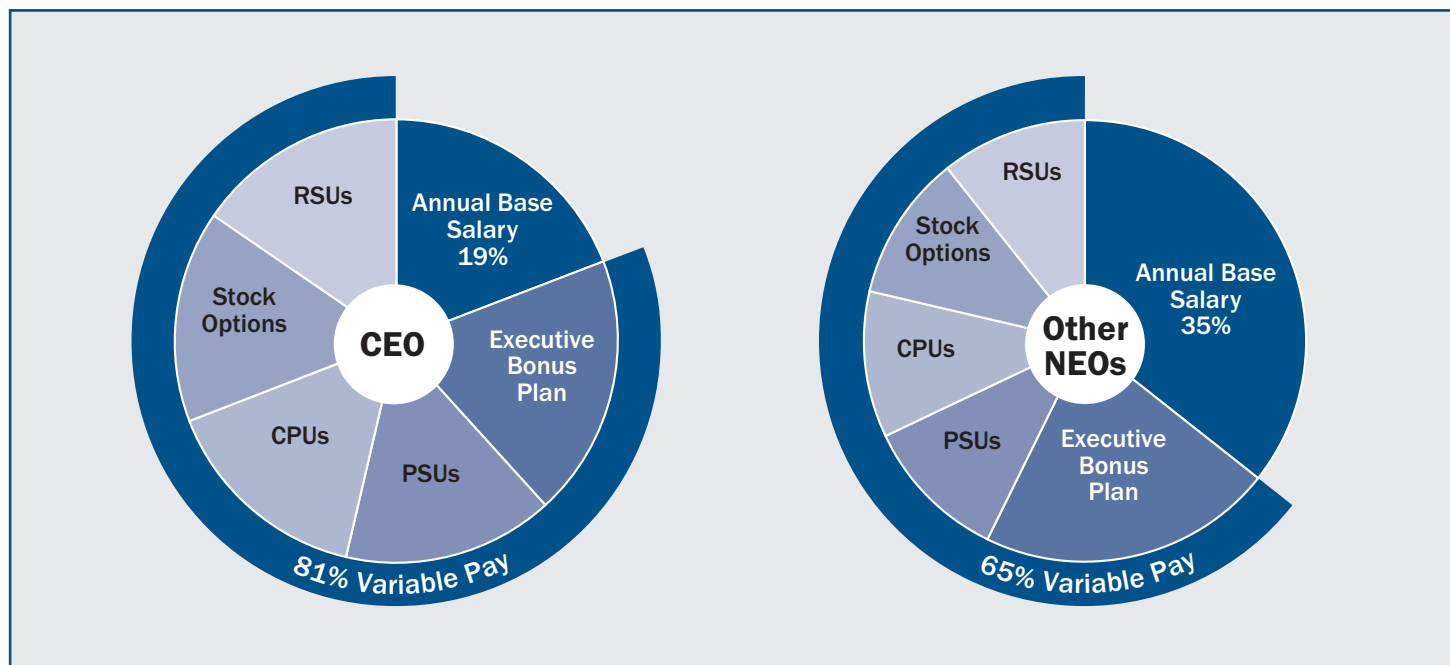 RSUs
Annual Base
Salary
19%
Stock
Options
CEO
Executive
Bonus
Plan
CPUs
PSUs
81% Variable Pay
RSUs
Stock
Options
Annual Base
Salary
35%
CPUs
Other
NEOs
PSUs
Executive
Bonus
Plan
65% Variable Pay